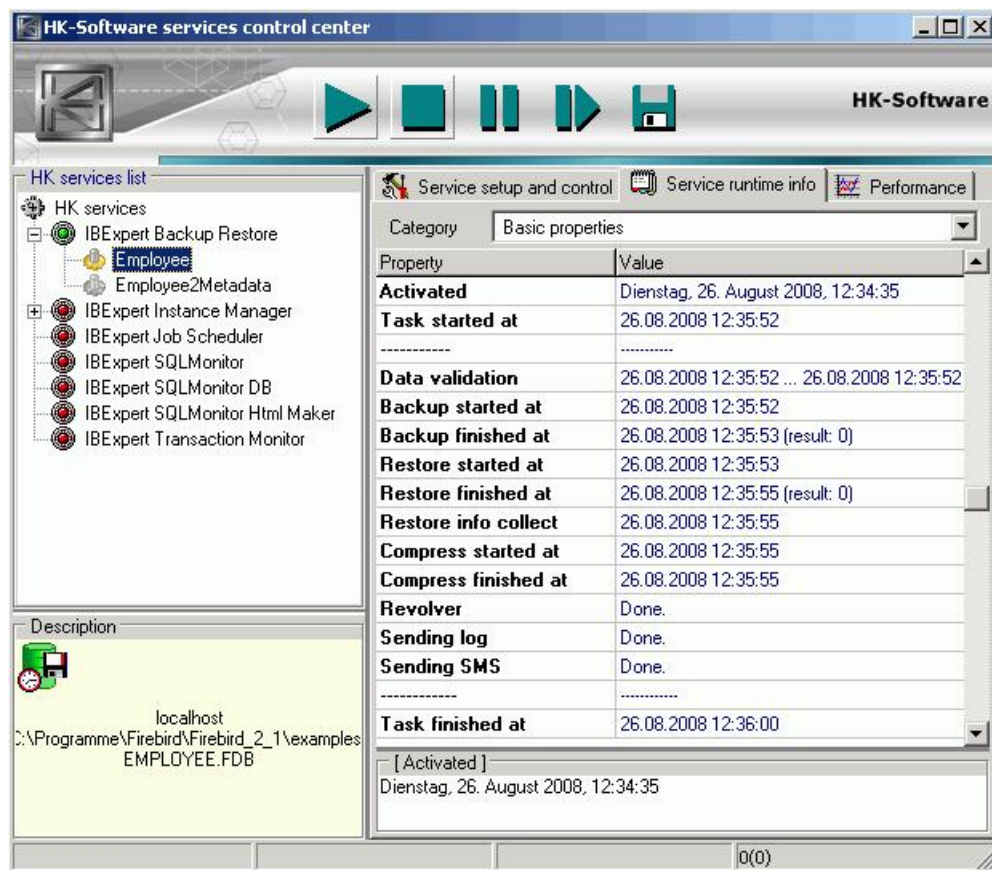 HK-Software services control center
HK-Software
HK services list
HK services
IBExpert Backup Restore
Employee
Employee2Metadata
IBExpert Instance Manager
IBExpert Job Scheduler
IBExpert SQLMonitor
IBExpert SQLMonitor DB
IBExpert SQLMonitor Html Maker
IBExpert Transaction Monitor
Description
localhost
C:\Programme\Firebird\Firebird_2_1\examples
EMPLOYEE.FDB
Service setup and control
Service runtime info
Performance
Category Basic properties
Property Value
Activated Dienstag, 26. August 2008, 12:34:35
Task started at 26.08.2008 12:35:52
----------- ----------
Data validation 26.08.2008 12:35:52 ... 26.08.2008 12:35:52
Backup started at 26.08.2008 12:35:52
Backup finished at 26.08.2008 12:35:53 (result: 0)
Restore started at 26.08.2008 12:35:53
Restore finished at 26.08.2008 12:35:55 (result: 0)
Restore info collect 26.08.2008 12:35:55
Compress started at 26.08.2008 12:35:55
Compress finished at 26.08.2008 12:35:55
Revolver Done.
Sending log Done.
Sending SMS Done.
------------ -----------
Task finished at 26.08.2008 12:36:00
[ Activated ]
Dienstag, 26. August 2008, 12:34:35
0(0)